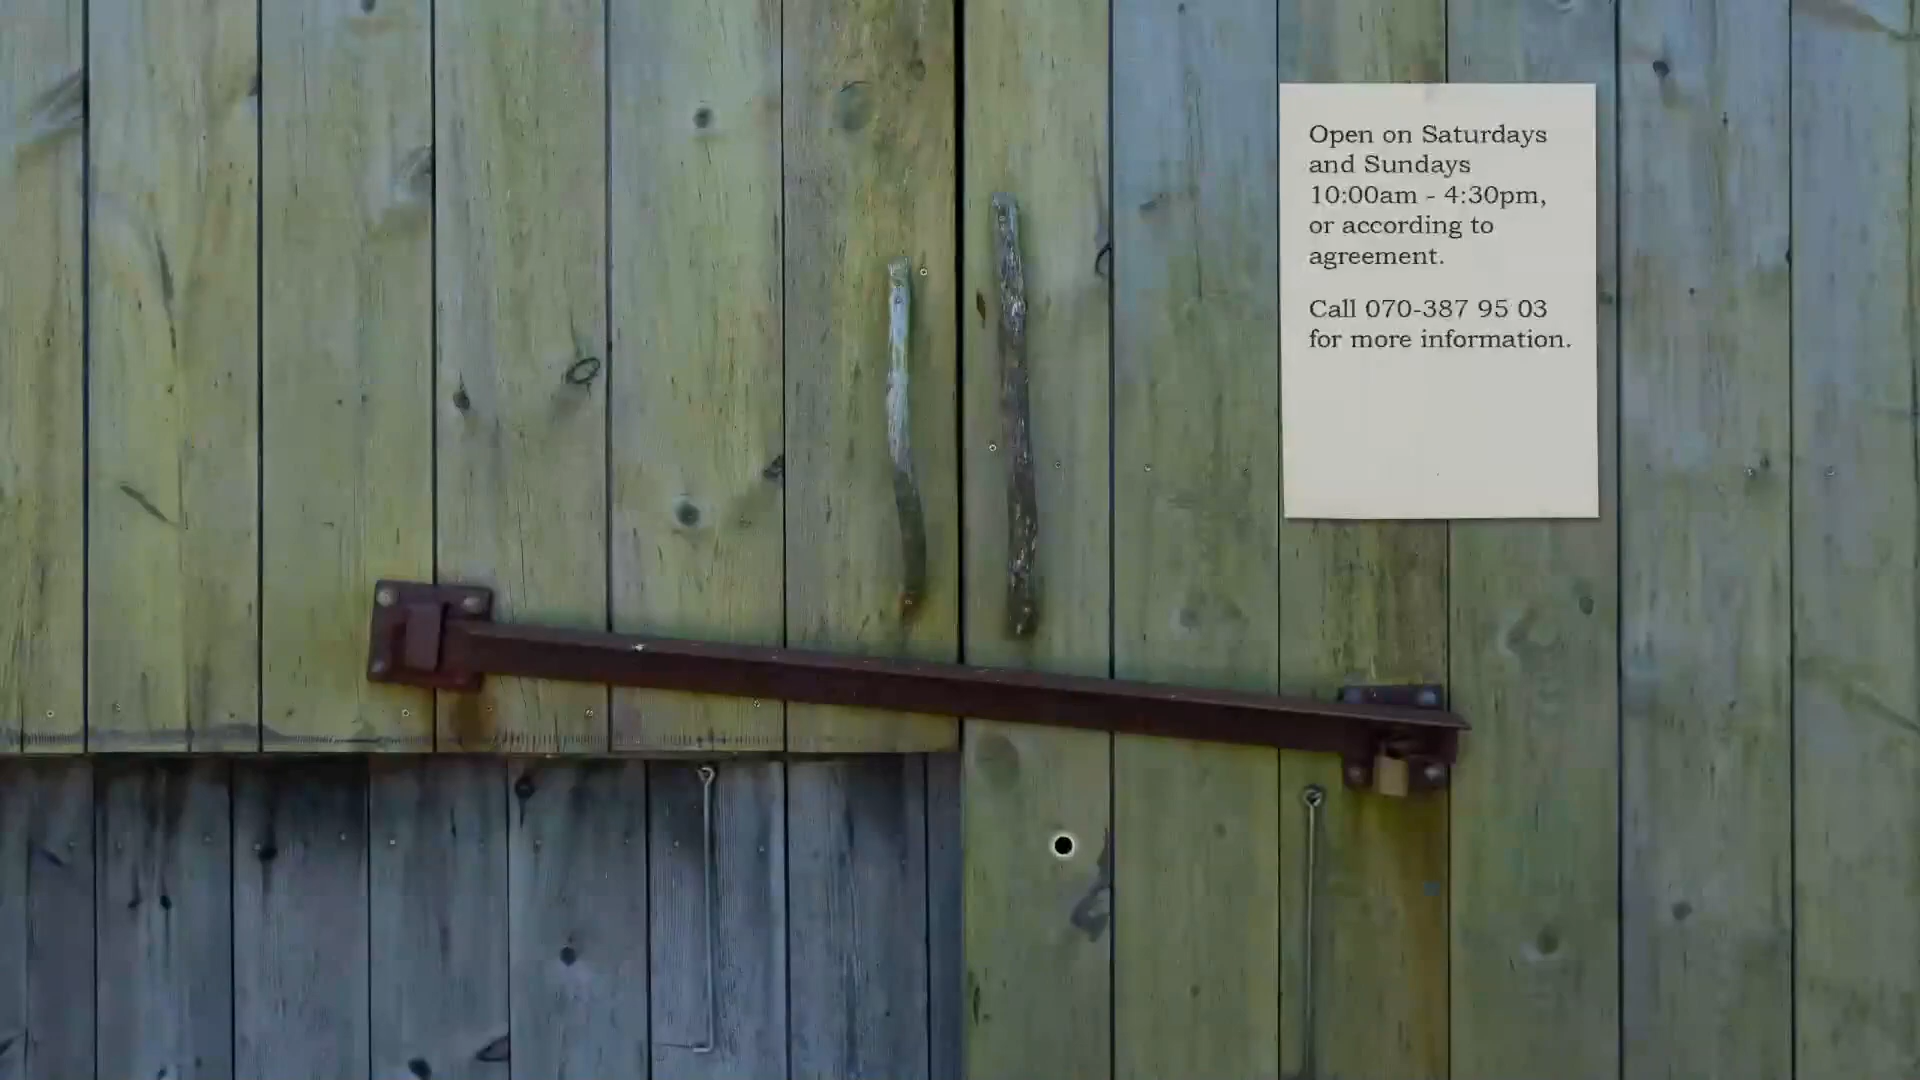 Open on Saturdays
and Sundays
10:00am - 4:30pm,
or according to
agreement.
Call 070-387 95 03
for more information.